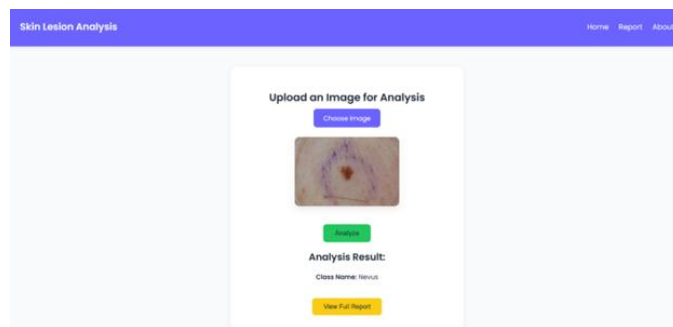 Skin Lesion Analysis
Home Report About
Upload an Image for Analysis
Choose Image
Analyze
Analysis Result:
Class Name: Nevus
View Full Report